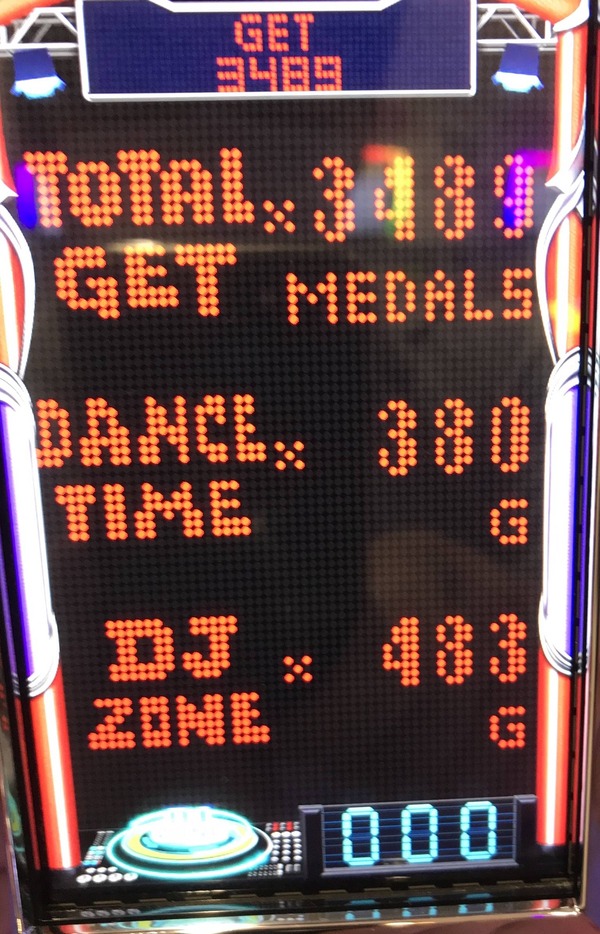 GET
3489
TOTAL × 3489
GET MEDALS
DANCE × 380
TIME G
DJ × 483
ZONE G
000